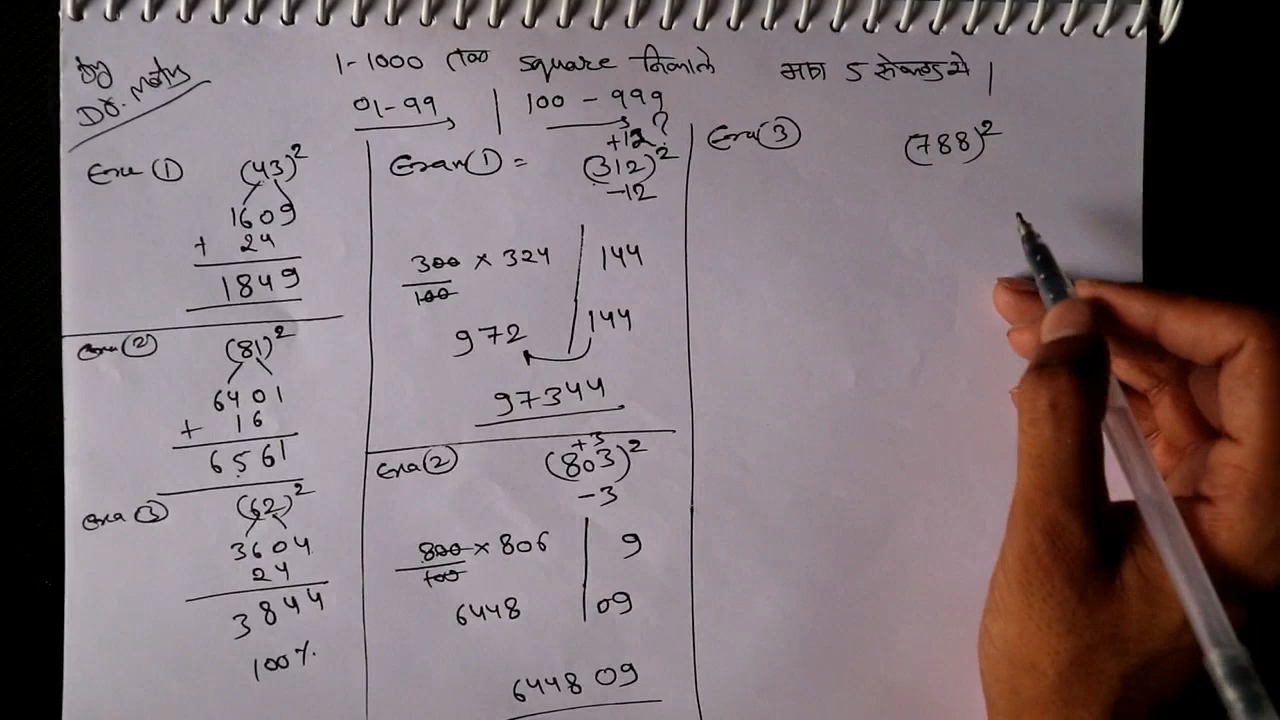 By
Dr. Maths
1-1000 तक square निकाले मात्र 5 सेकण्ड मे |
01-99 | 100 - 999 ?
Exa ①
(43)²
1609
+ 24
1849
Exa ②
(81)²
6401
+ 16
6561
Exa ③
(62)²
3604
24
3844
100%
Exam ① =
+12
(312)²
-12
300 × 324 | 144
100
972 | 144
97344
Exa ②
+3
(803)²
-3
800 × 806 | 9
100
6448 | 09
6448 09
Exa ③ (788)²